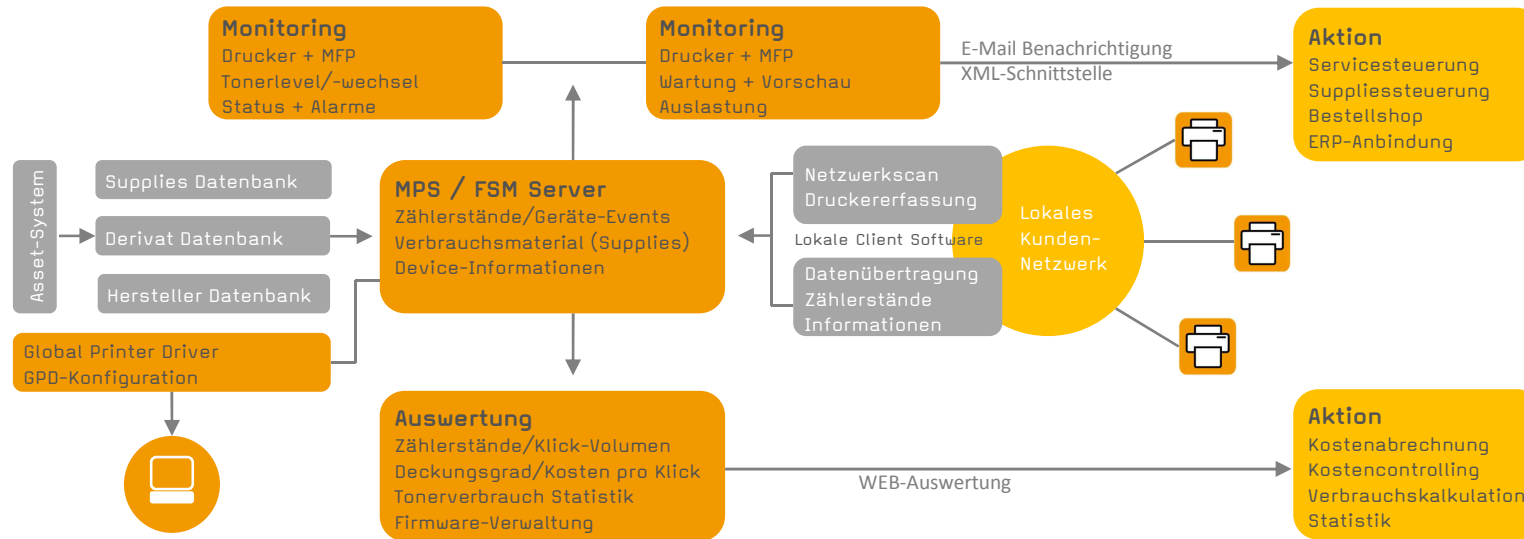 Monitoring
Drucker + MFP
Tonerlevel/-wechsel
Status + Alarme
Monitoring
Drucker + MFP
Wartung + Vorschau
Auslastung
E-Mail Benachrichtigung
XML-Schnittstelle
Aktion
Servicesteuerung
Suppliessteuerung
Bestellshop
ERP-Anbindung
Asset-System
Supplies Datenbank
Derivat Datenbank
Hersteller Datenbank
MPS / FSM Server
Zählerstände/Geräte-Events
Verbrauchsmaterial (Supplies)
Device-Informationen
Netzwerkscan
Druckererfassung
Lokale Client Software
Datenübertragung
Zählerstände
Informationen
Lokales
Kunden-
Netzwerk
Global Printer Driver
GPD-Konfiguration
Auswertung
Zählerstände/Klick-Volumen
Deckungsgrad/Kosten pro Klick
Tonerverbrauch Statistik
Firmware-Verwaltung
WEB-Auswertung
Aktion
Kostenabrechnung
Kostencontrolling
Verbrauchskalkulation
Statistik